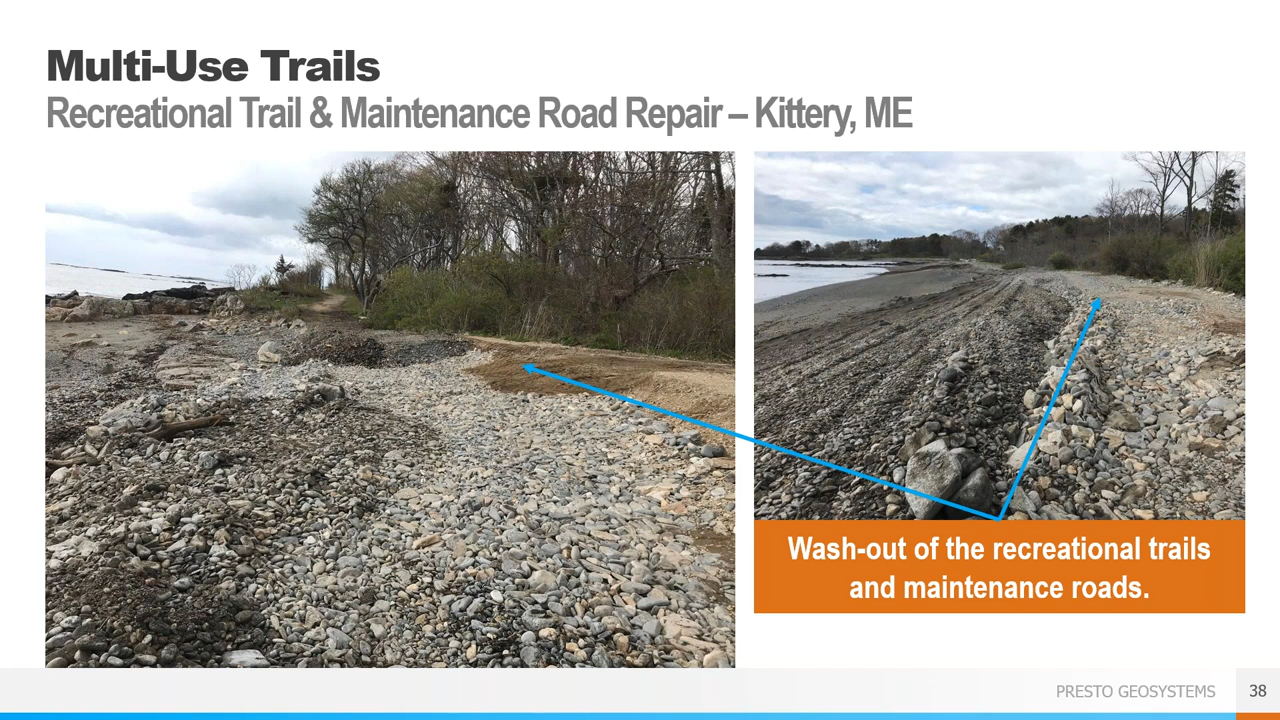 Multi-Use Trails
Recreational Trail & Maintenance Road Repair – Kittery, ME
Wash-out of the recreational trails
and maintenance roads.
PRESTO GEOSYSTEMS
38